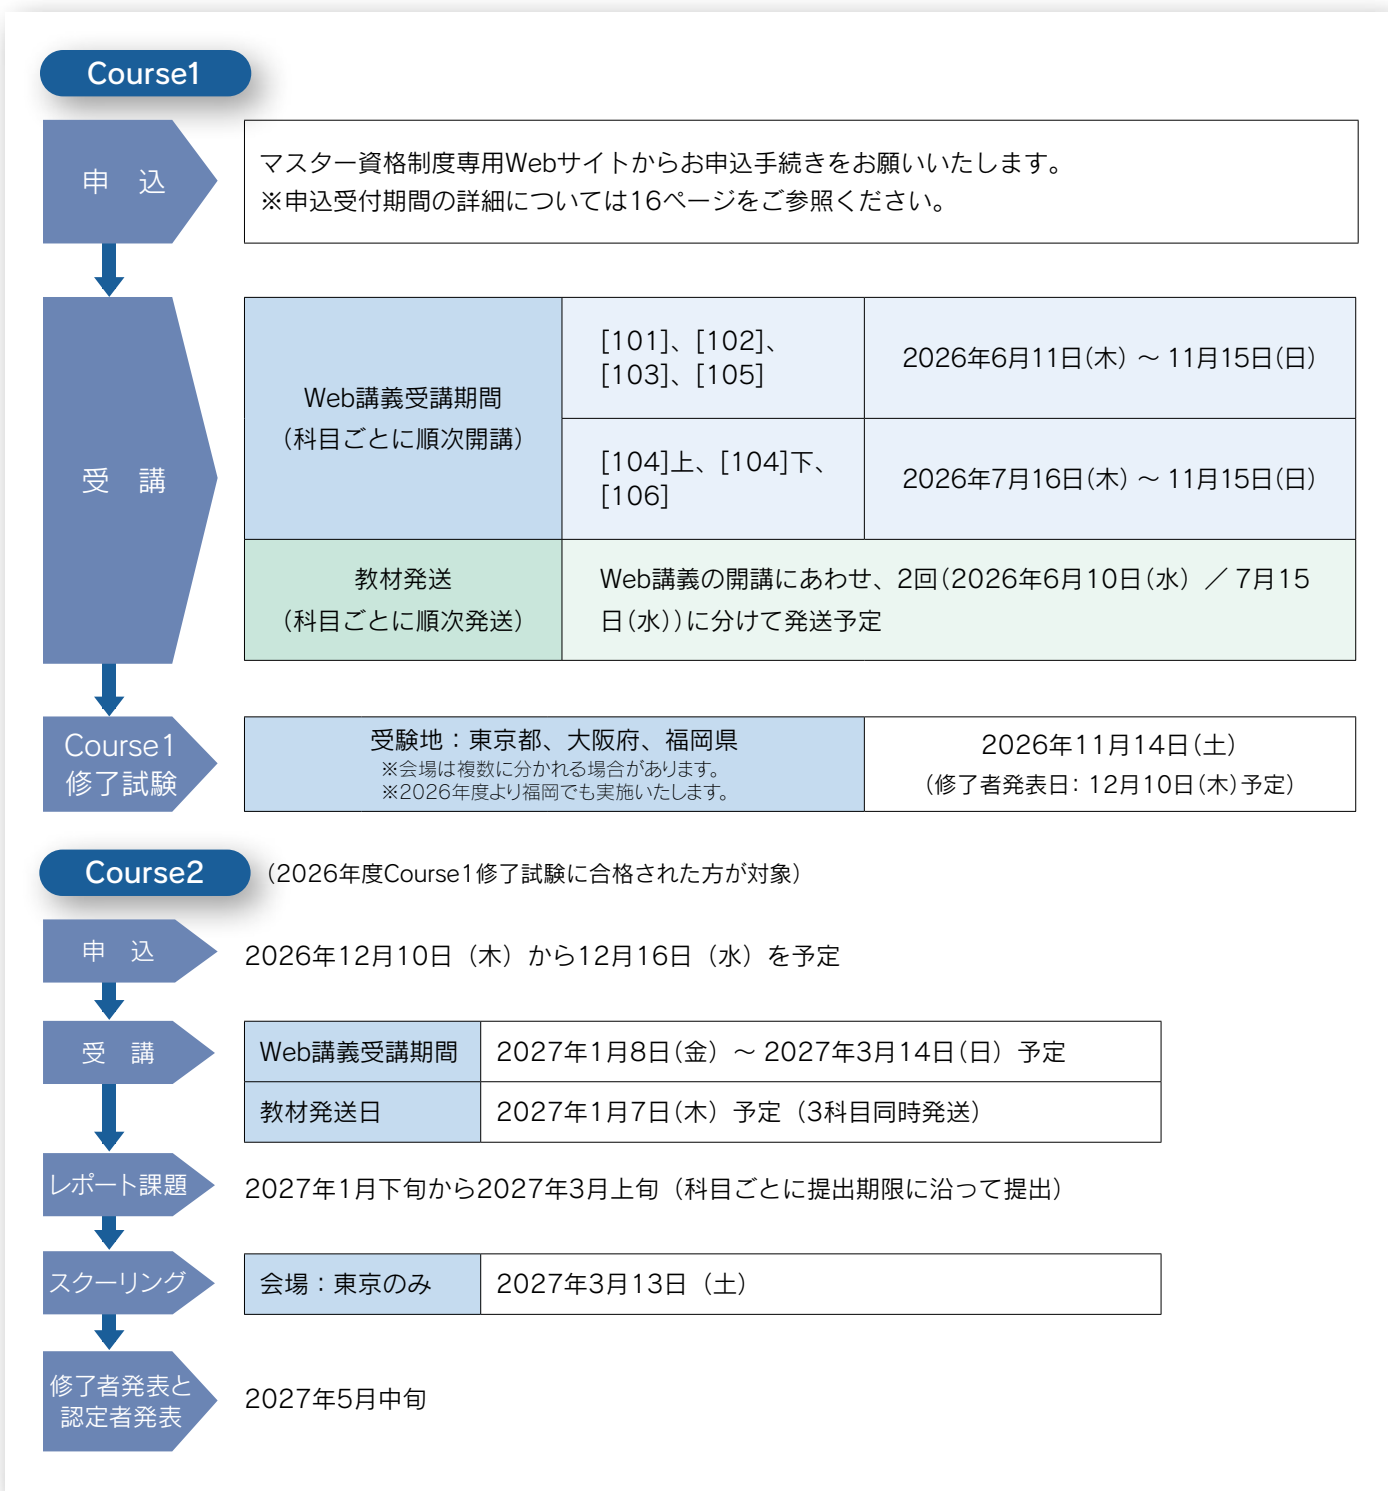 Course1
申 込
マスター資格制度専用Webサイトからお申込手続きをお願いいたします。
※申込受付期間の詳細については16ページをご参照ください。
受 講
Web講義受講期間
（科目ごとに順次開講）
[101]、[102]、
[103]、[105]
2026年6月11日(木) ～ 11月15日(日)
[104]上、[104]下、
[106]
2026年7月16日(木) ～ 11月15日(日)
教材発送
（科目ごとに順次発送）
Web講義の開講にあわせ、2回(2026年6月10日(水) ／ 7月15
日(水))に分けて発送予定
Course1
修了試験
受験地：東京都、大阪府、福岡県
※会場は複数に分かれる場合があります。
※2026年度より福岡でも実施いたします。
2026年11月14日(土)
(修了者発表日: 12月10日(木)予定)
Course2
（2026年度Course1修了試験に合格された方が対象）
申 込
2026年12月10日（木）から12月16日（水）を予定
受 講
Web講義受講期間
2027年1月8日(金) ～ 2027年3月14日(日) 予定
教材発送日
2027年1月7日(木) 予定（3科目同時発送）
レポート課題
2027年1月下旬から2027年3月上旬（科目ごとに提出期限に沿って提出）
スクーリング
会場：東京のみ
2027年3月13日（土）
修了者発表と
認定者発表
2027年5月中旬